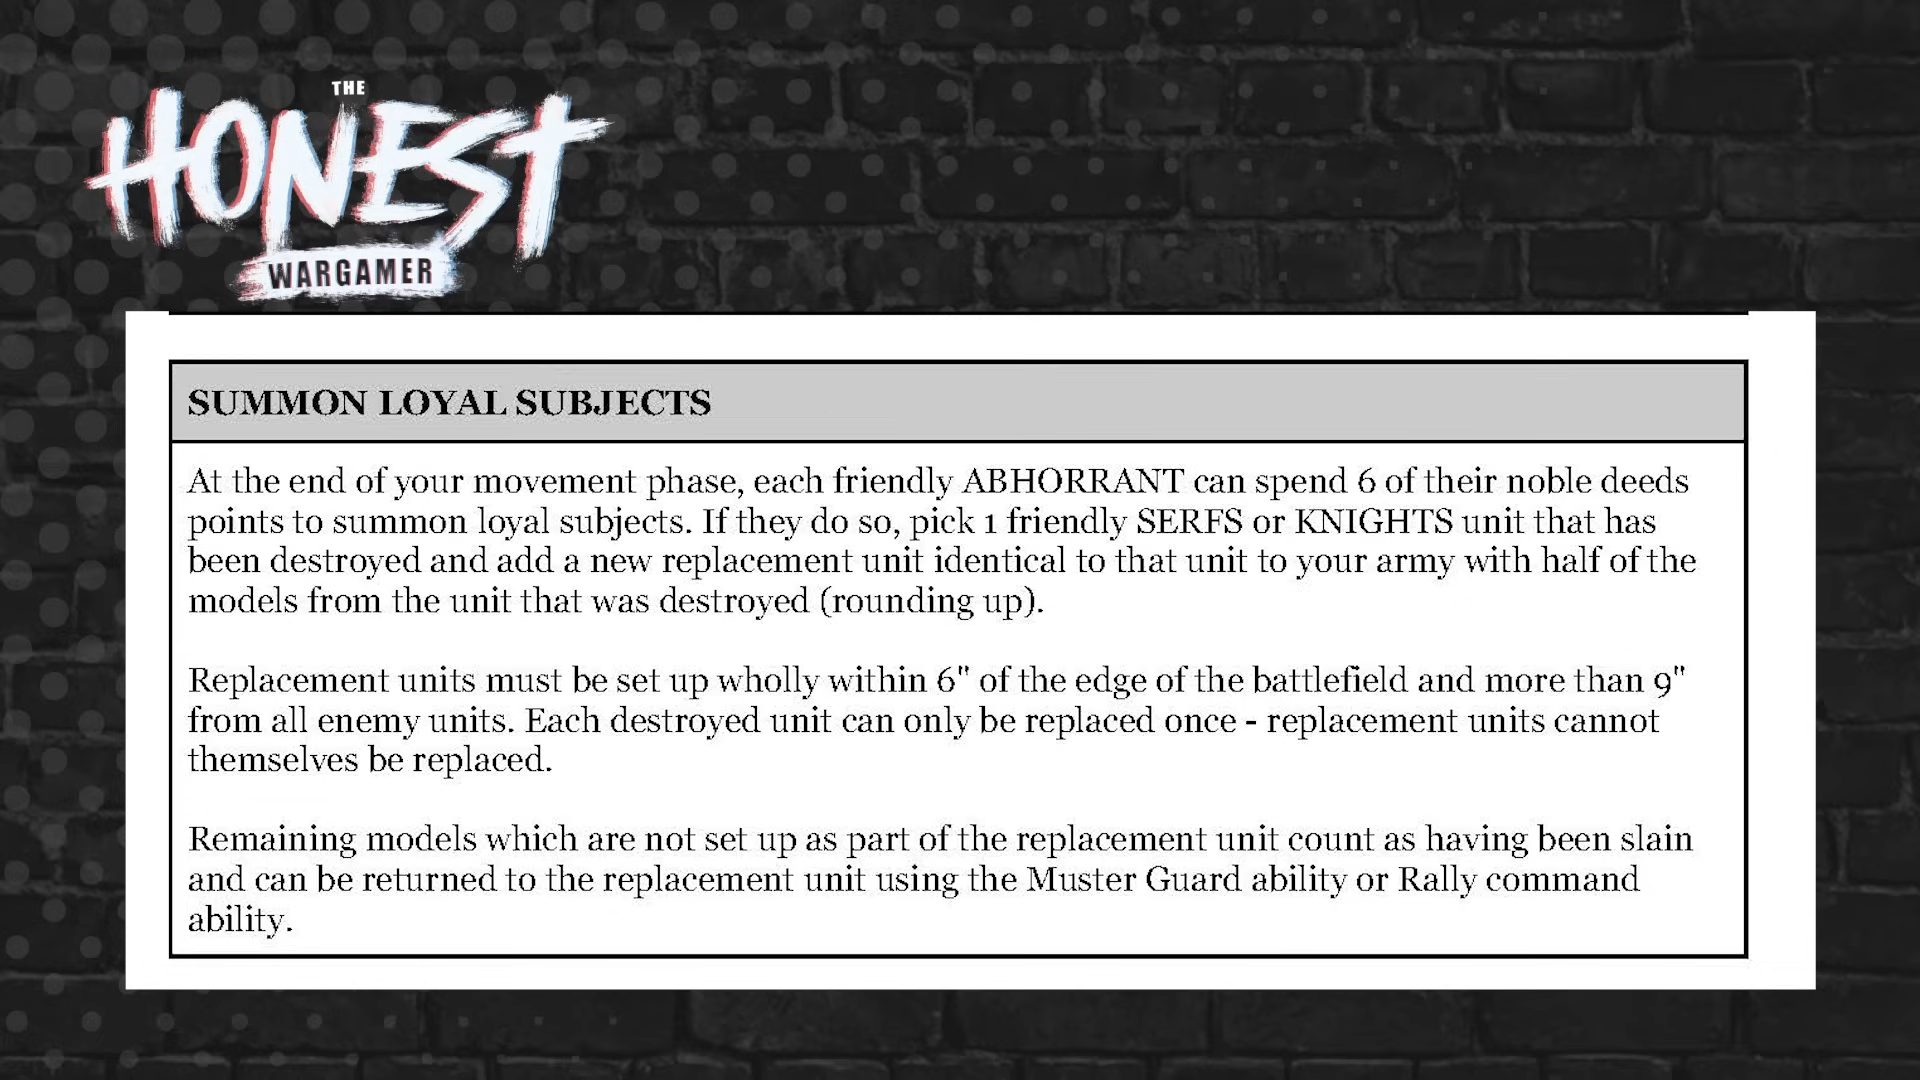 THE
HONEST
WARGAMER
SUMMON LOYAL SUBJECTS
At the end of your movement phase, each friendly ABHORRANT can spend 6 of their noble deeds
points to summon loyal subjects. If they do so, pick 1 friendly SERFS or KNIGHTS unit that has
been destroyed and add a new replacement unit identical to that unit to your army with half of the
models from the unit that was destroyed (rounding up).
Replacement units must be set up wholly within 6" of the edge of the battlefield and more than 9"
from all enemy units. Each destroyed unit can only be replaced once - replacement units cannot
themselves be replaced.
Remaining models which are not set up as part of the replacement unit count as having been slain
and can be returned to the replacement unit using the Muster Guard ability or Rally command
ability.